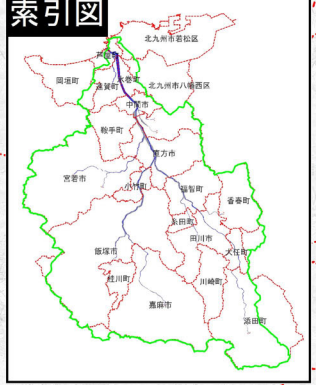 索引図
北九州市若松区
芦屋町
岡垣町
水巻町
遠賀町
北九州市八幡西区
中間市
鞍手町
直方市
宮若市
小竹町
福智町
香春町
糸田町
田川市
飯塚市
大任町
桂川町
川崎町
嘉麻市
添田町